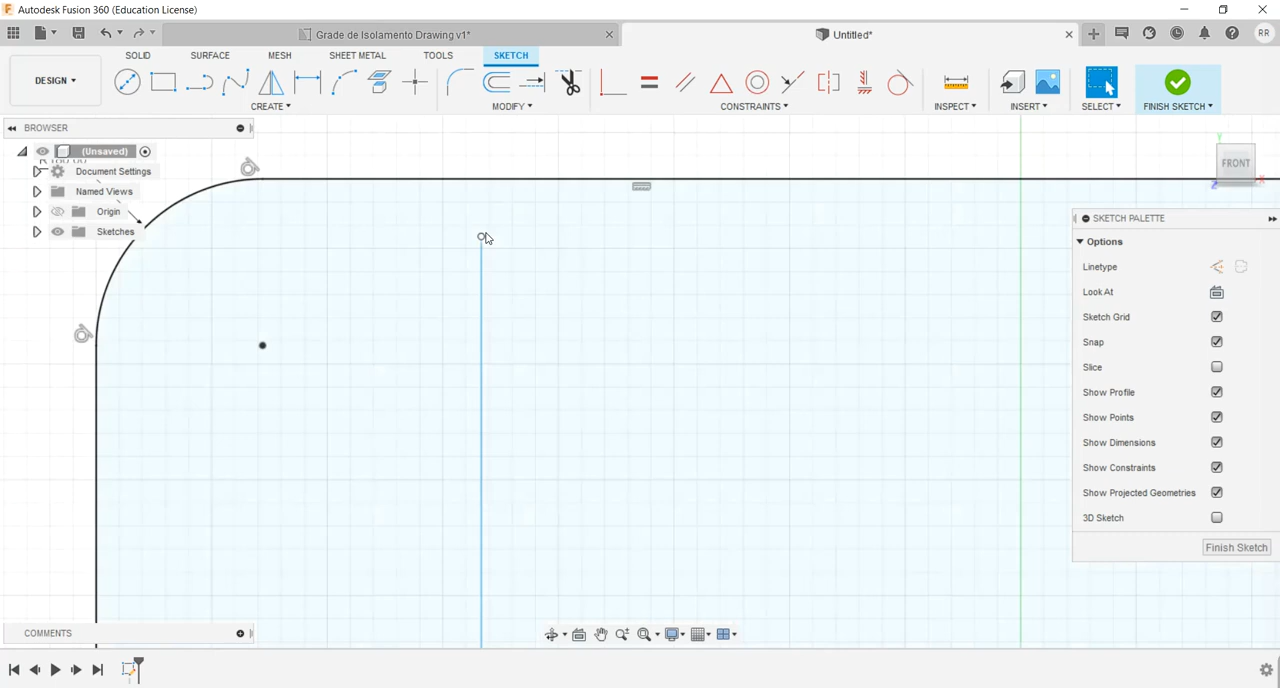 Autodesk Fusion 360 (Education License)
Grade de Isolamento Drawing v1*
Untitled*
RR
SOLID SURFACE MESH SHEET METAL TOOLS SKETCH
DESIGN
CREATE MODIFY CONSTRAINTS INSPECT INSERT SELECT FINISH SKETCH
BROWSER
(Unsaved)
Document Settings
Named Views
Origin
Sketches
FRONT
Y
X
Z
SKETCH PALETTE
Options
Linetype
Look At
Sketch Grid
Snap
Slice
Show Profile
Show Points
Show Dimensions
Show Constraints
Show Projected Geometries
3D Sketch
Finish Sketch
COMMENTS